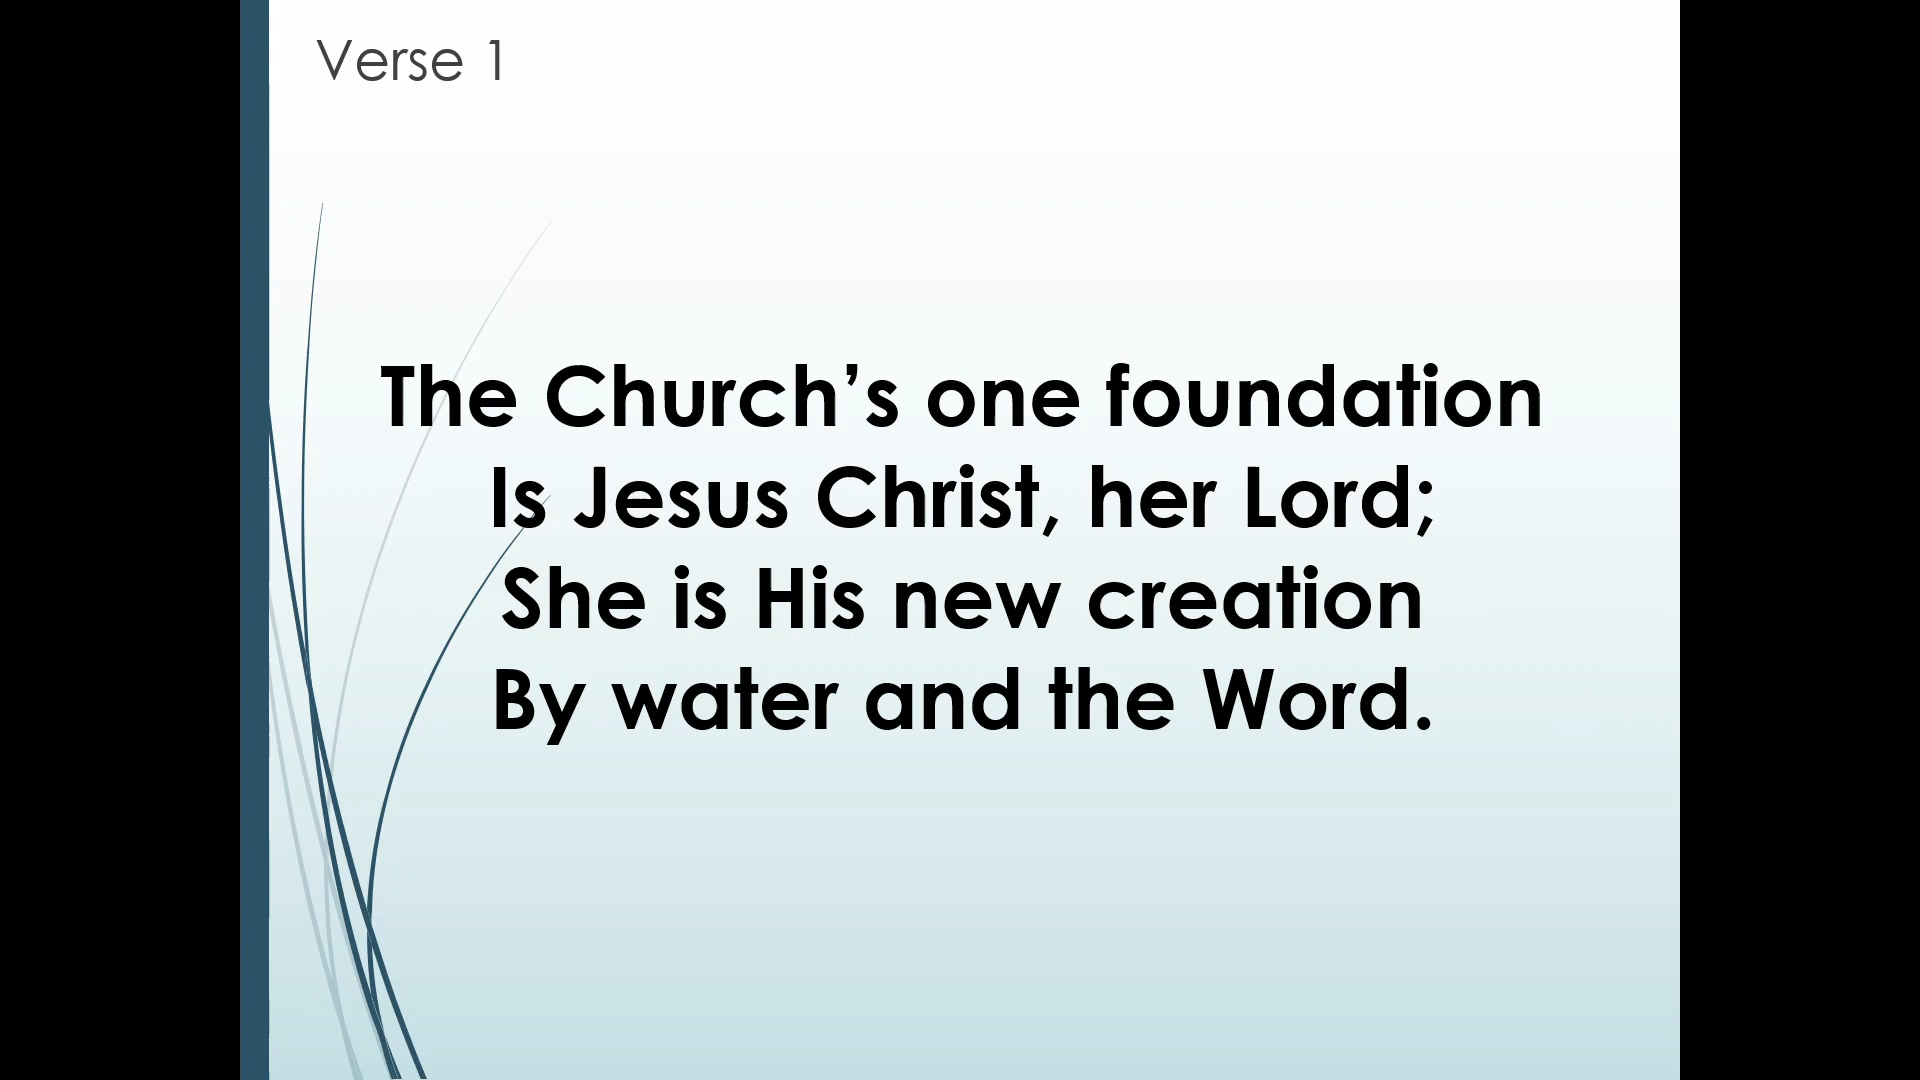 Verse 1
The Church’s one foundation
Is Jesus Christ, her Lord;
She is His new creation
By water and the Word.